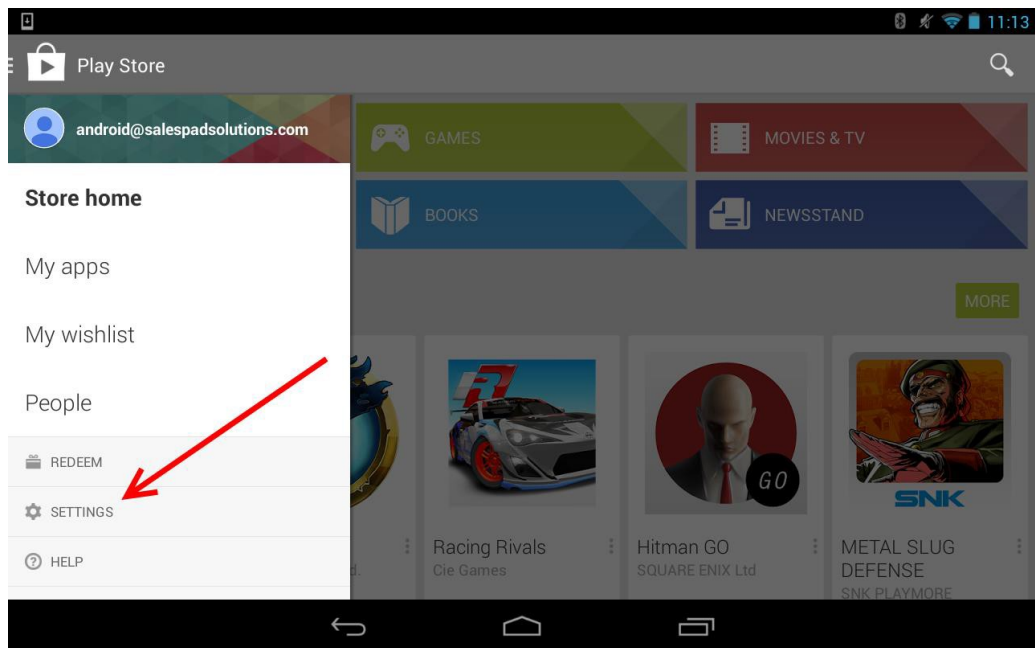 11:13
Play Store
android@salespadsolutions.com
Store home
My apps
My wishlist
People
REDEEM
SETTINGS
HELP
GAMES
MOVIES & TV
BOOKS
NEWSSTAND
MORE
d.
R
Racing Rivals
Cie Games
GO
Hitman GO
SQUARE ENIX Ltd
SNK
METAL SLUG
DEFENSE
SNK PLAYMORE